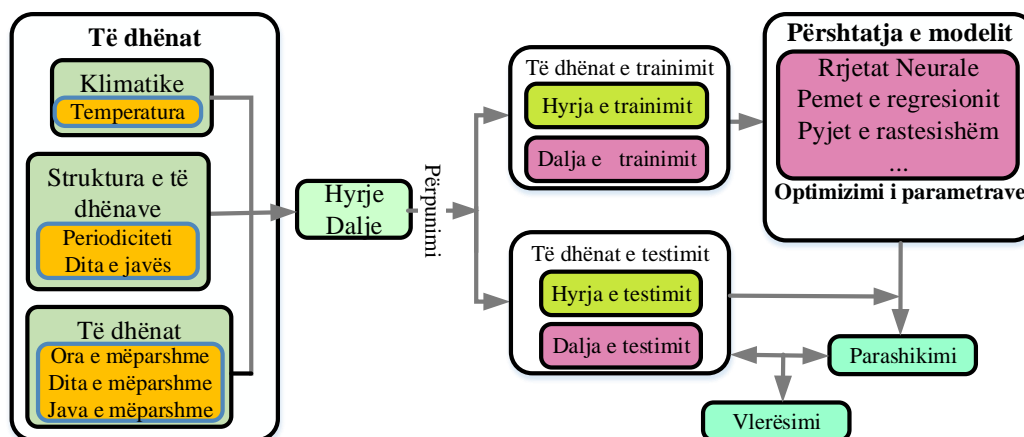 Të dhënat
Klimatike
Temperatura
Struktura e të
dhënave
Periodiciteti
Dita e javës
Të dhënat
Ora e mëparshme
Dita e mëparshme
Java e mëparshme
Hyrje
Dalje
Përpunimi
Të dhënat e trainimit
Hyrja e trainimit
Dalja e trainimit
Të dhënat e testimit
Hyrja e testimit
Dalja e testimit
Përshtatja e modelit
Rrjetat Neurale
Pemet e regresionit
Pyjet e rastesishëm
...
Optimizimi i parametrave
Parashikimi
Vlerësimi